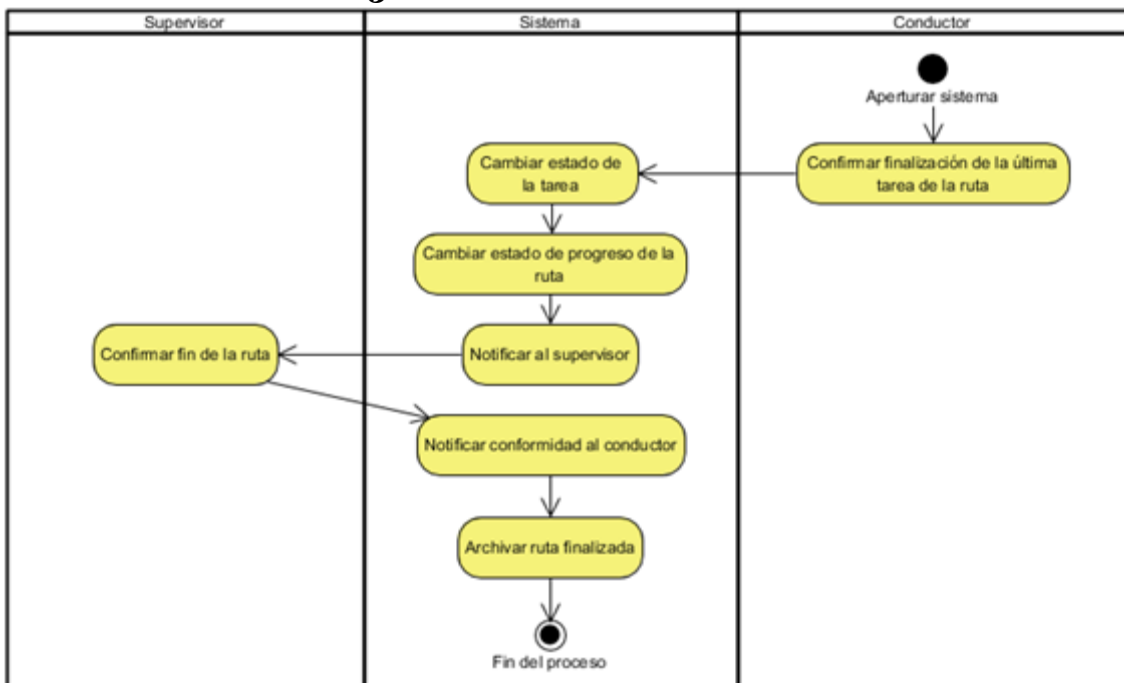 Supervisor
Sistema
Conductor
Aperturar sistema
Confirmar finalización de la última
tarea de la ruta
Cambiar estado de
la tarea
Cambiar estado de progreso de la
ruta
Notificar al supervisor
Confirmar fin de la ruta
Notificar conformidad al conductor
Archivar ruta finalizada
Fin del proceso